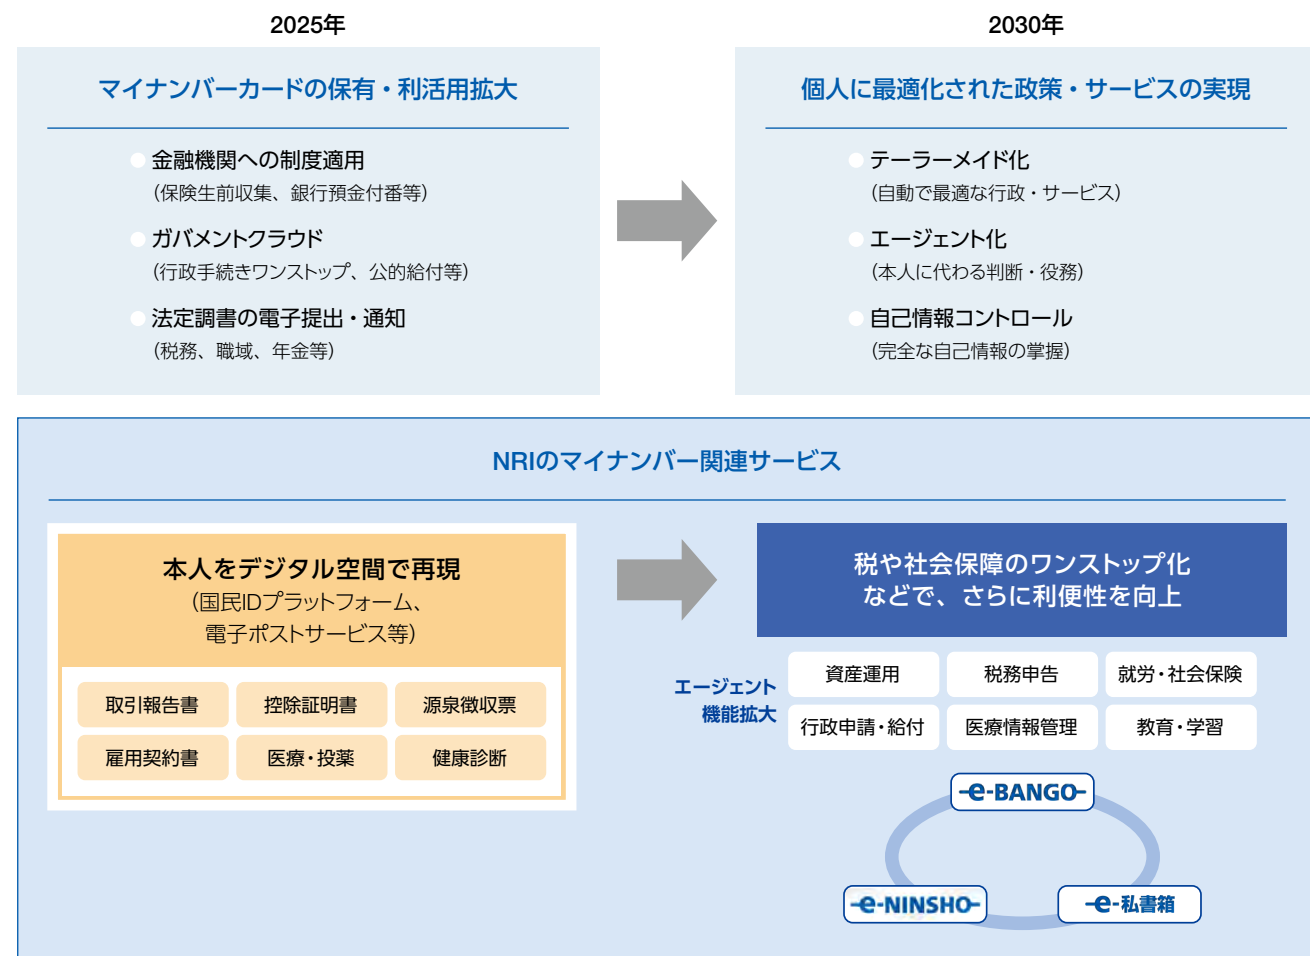 2025年
2030年
マイナンバーカードの保有・利活用拡大
金融機関への制度適用
（保険生前収集、銀行預金付番等）
ガバメントクラウド
（行政手続きワンストップ、公的給付等）
法定調書の電子提出・通知
（税務、職域、年金等）
個人に最適化された政策・サービスの実現
テーラーメイド化
（自動で最適な行政・サービス）
エージェント化
（本人に代わる判断・役務）
自己情報コントロール
（完全な自己情報の掌握）
NRIのマイナンバー関連サービス
本人をデジタル空間で再現
（国民IDプラットフォーム、
電子ポストサービス等）
取引報告書
控除証明書
源泉徴収票
雇用契約書
医療・投薬
健康診断
税や社会保障のワンストップ化
などで、さらに利便性を向上
エージェント
機能拡大
資産運用
税務申告
就労・社会保険
行政申請・給付
医療情報管理
教育・学習
e-BANGO
e-NINSHO
e-私書箱